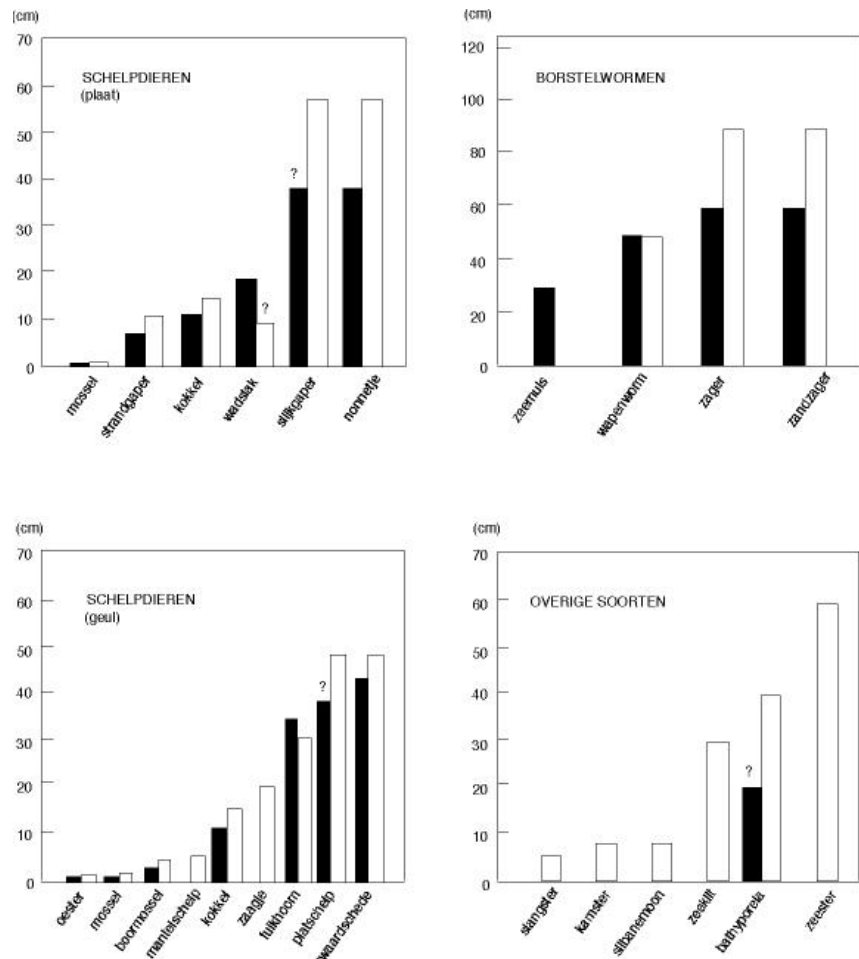 (cm)
70
60
50
40
30
20
10
0
SCHELPDIEREN
(plaat)
?
?
mossel
strandgaper
kokkel
wadslak
slijkgaper
nonnetje
120
100
80
60
40
20
0
BORSTELWORMEN
zeemuis
wapenworm
zager
zandzager
(cm)
70
60
50
40
30
20
10
0
SCHELPDIEREN
(geul)
?
oester
mossel
boormossel
mantelschelp
kokkel
zaagje
fuikhoorn
platschelp
zwaardschede
(cm)
70
60
50
40
30
20
10
0
OVERIGE SOORTEN
?
slangster
kamster
slibanemoon
zeeklit
bathyporeia
zeester